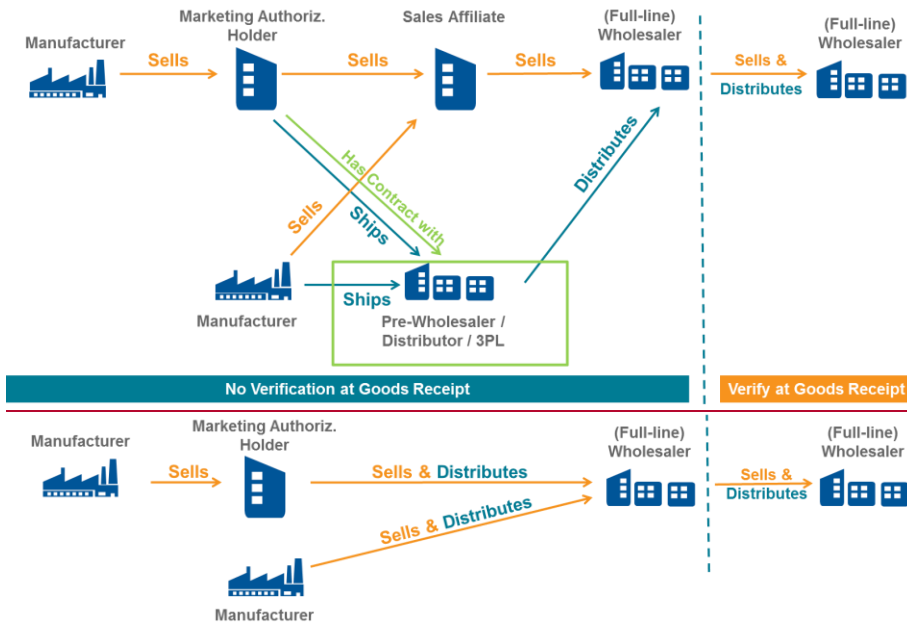 Marketing Authoriz.
Holder
Sales Affiliate
(Full-line)
Wholesaler
(Full-line)
Wholesaler
Manufacturer
Sells
Sells
Sells
Sells &
Distributes
Has Contract with
Ships
Sells
Distributes
Manufacturer
Ships
Pre-Wholesaler /
Distributor / 3PL
No Verification at Goods Receipt
Verify at Goods Receipt
Manufacturer
Marketing Authoriz.
Holder
(Full-line)
Wholesaler
(Full-line)
Wholesaler
Sells
Sells & Distributes
Sells &
Distributes
Sells & Distributes
Manufacturer